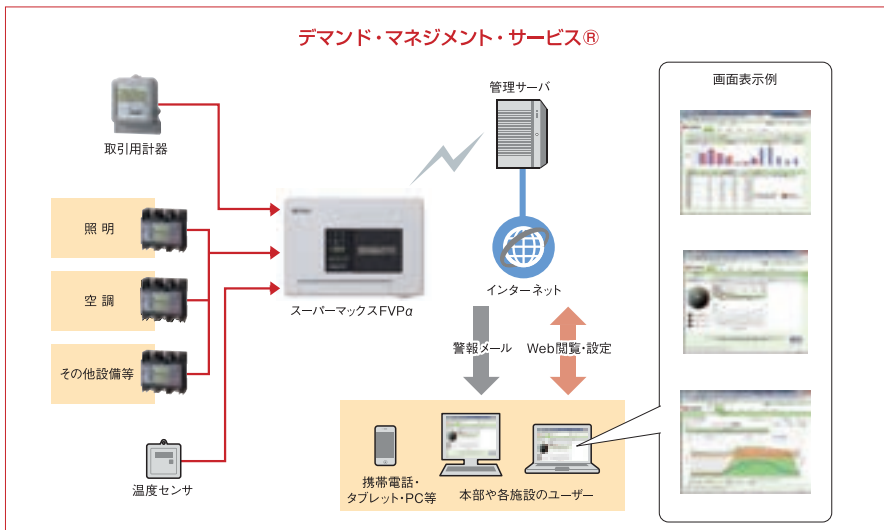 デマンド・マネジメント・サービス®
取引用計器
照明
空調
その他設備等
温度センサ
スーパーマックスFVPα
管理サーバ
インターネット
警報メール
Web閲覧・設定
携帯電話・
タブレット・PC等
本部や各施設のユーザー
画面表示例